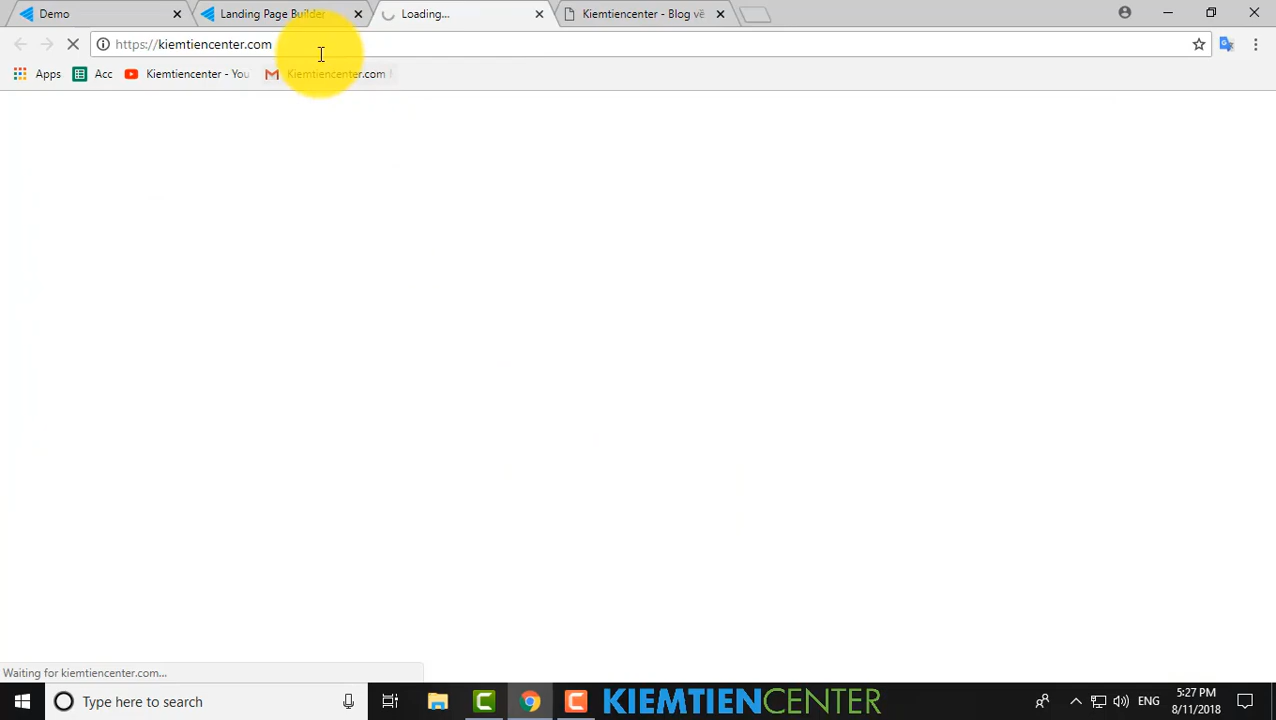 Demo
Landing Page Builder
Loading...
Kiemtiencenter - Blog về
https://kiemtiencenter.com
Apps
Acc
Kiemtiencenter - You
Kiemtiencenter.com
Waiting for kiemtiencenter.com...
Type here to search
KIEMTIENCENTER
ENG
5:27 PM
8/11/2018